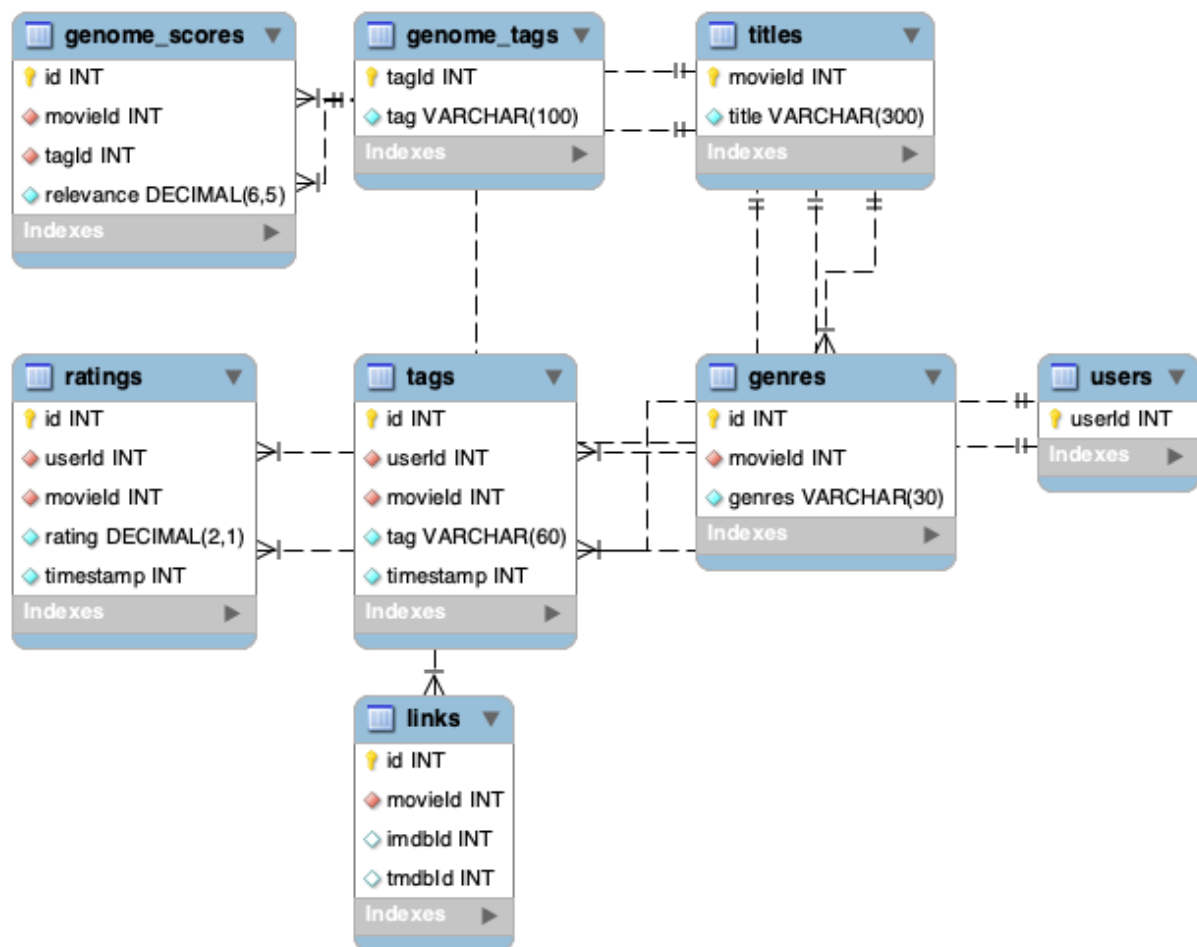 genome_scores
id INT
movieId INT
tagId INT
relevance DECIMAL(6,5)
Indexes
genome_tags
tagId INT
tag VARCHAR(100)
Indexes
titles
movieId INT
title VARCHAR(300)
Indexes
ratings
id INT
userId INT
movieId INT
rating DECIMAL(2,1)
timestamp INT
Indexes
tags
id INT
userId INT
movieId INT
tag VARCHAR(60)
timestamp INT
Indexes
genres
id INT
movieId INT
genres VARCHAR(30)
Indexes
users
userId INT
Indexes
links
id INT
movieId INT
imdbId INT
tmdbId INT
Indexes